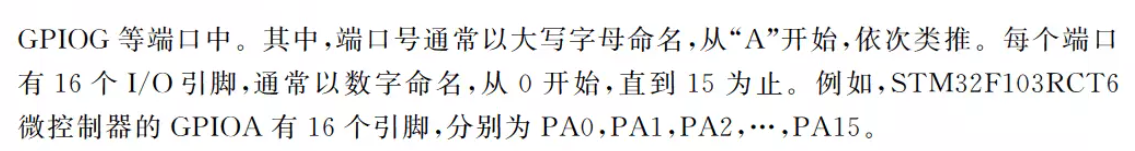 GPIOG 等端口中。其中,端口号通常以大写字母命名,从“A”开始,依次类推。每个端口
有 16 个 I/O 引脚,通常以数字命名,从 0 开始,直到 15 为止。例如,STM32F103RCT6
微控制器的 GPIOA 有 16 个引脚,分别为 PA0,PA1,PA2,…,PA15。